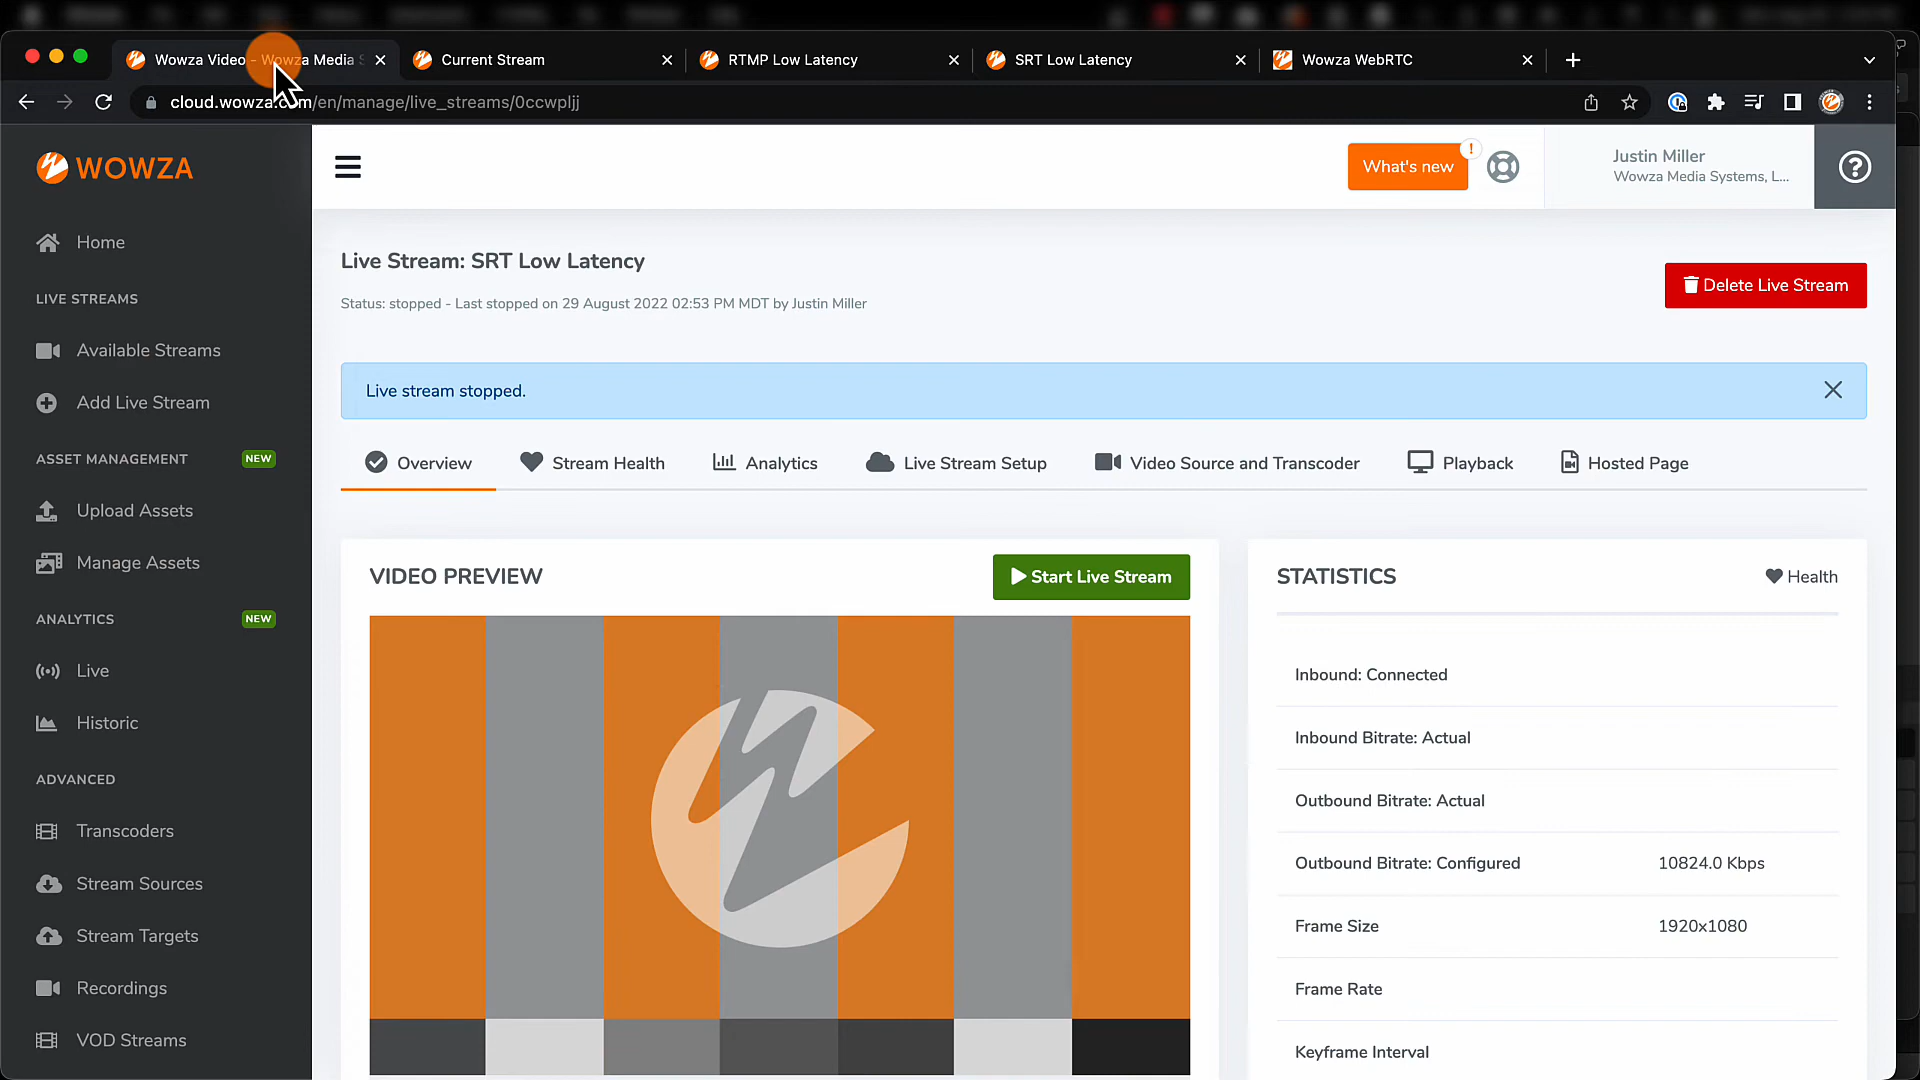 Wowza Video - Wowza Media S
Current Stream
RTMP Low Latency
SRT Low Latency
Wowza WebRTC
cloud.wowza.com/en/manage/live_streams/0ccwpljj
WOWZA
What's new
!
Justin Miller
Wowza Media Systems, L...
Home
LIVE STREAMS
Available Streams
Add Live Stream
ASSET MANAGEMENT NEW
Upload Assets
Manage Assets
ANALYTICS NEW
Live
Historic
ADVANCED
Transcoders
Stream Sources
Stream Targets
Recordings
VOD Streams
Live Stream: SRT Low Latency
Status: stopped - Last stopped on 29 August 2022 02:53 PM MDT by Justin Miller
Delete Live Stream
Live stream stopped.
Overview
Stream Health
Analytics
Live Stream Setup
Video Source and Transcoder
Playback
Hosted Page
VIDEO PREVIEW
Start Live Stream
STATISTICS
Health
Inbound: Connected
Inbound Bitrate: Actual
Outbound Bitrate: Actual
Outbound Bitrate: Configured 10824.0 Kbps
Frame Size 1920x1080
Frame Rate
Keyframe Interval